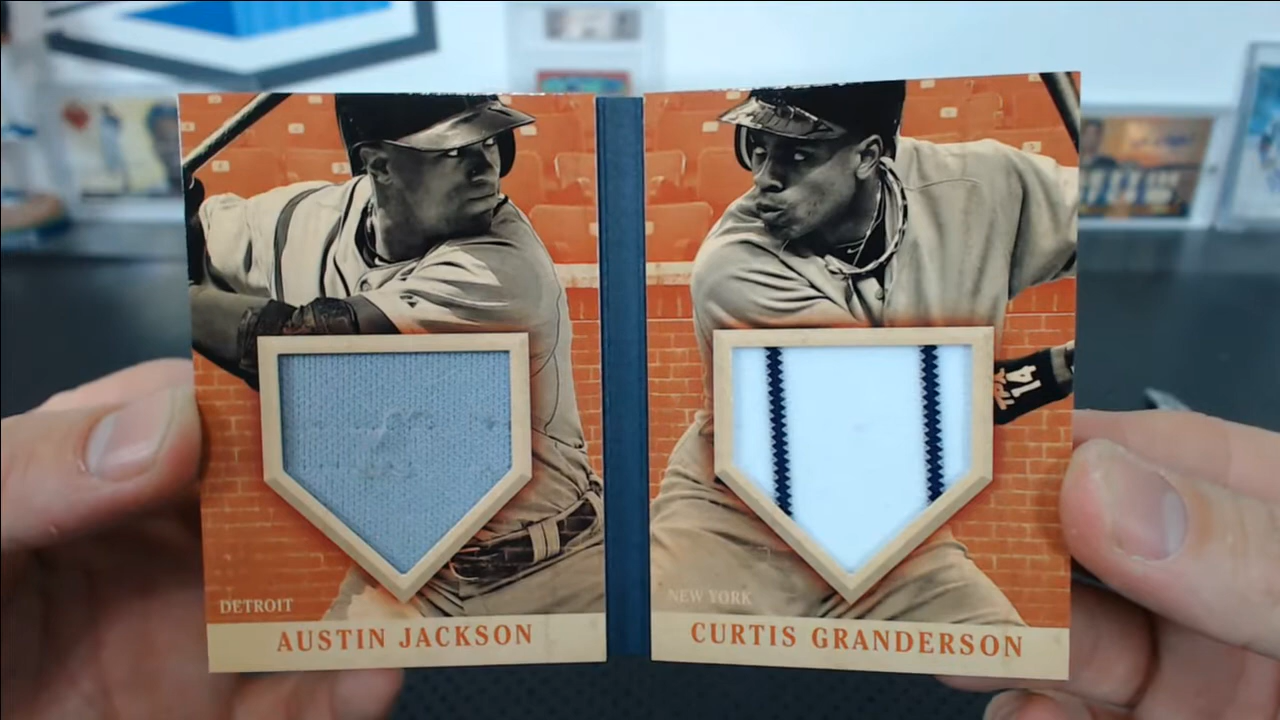 DETROIT
AUSTIN JACKSON
NEW YORK
CURTIS GRANDERSON
14